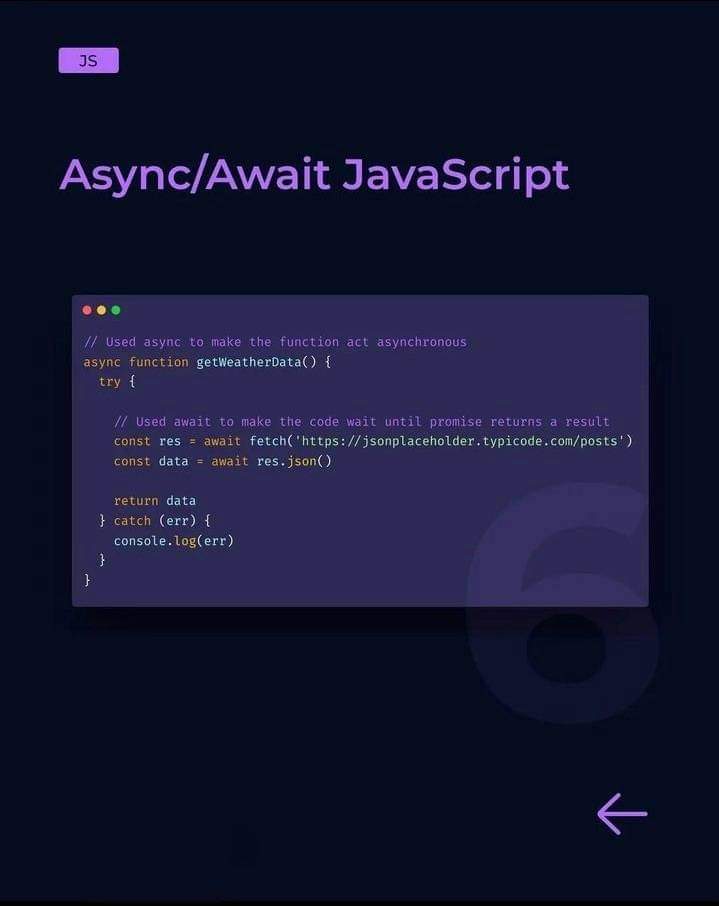 JS
Async/Await JavaScript
// Used async to make the function act asynchronous
async function getWeatherData() {
  try {
    // Used await to make the code wait until promise returns a result
    const res = await fetch('https://jsonplaceholder.typicode.com/posts')
    const data = await res.json()
    return data
  } catch (err) {
    console.log(err)
  }
}
6